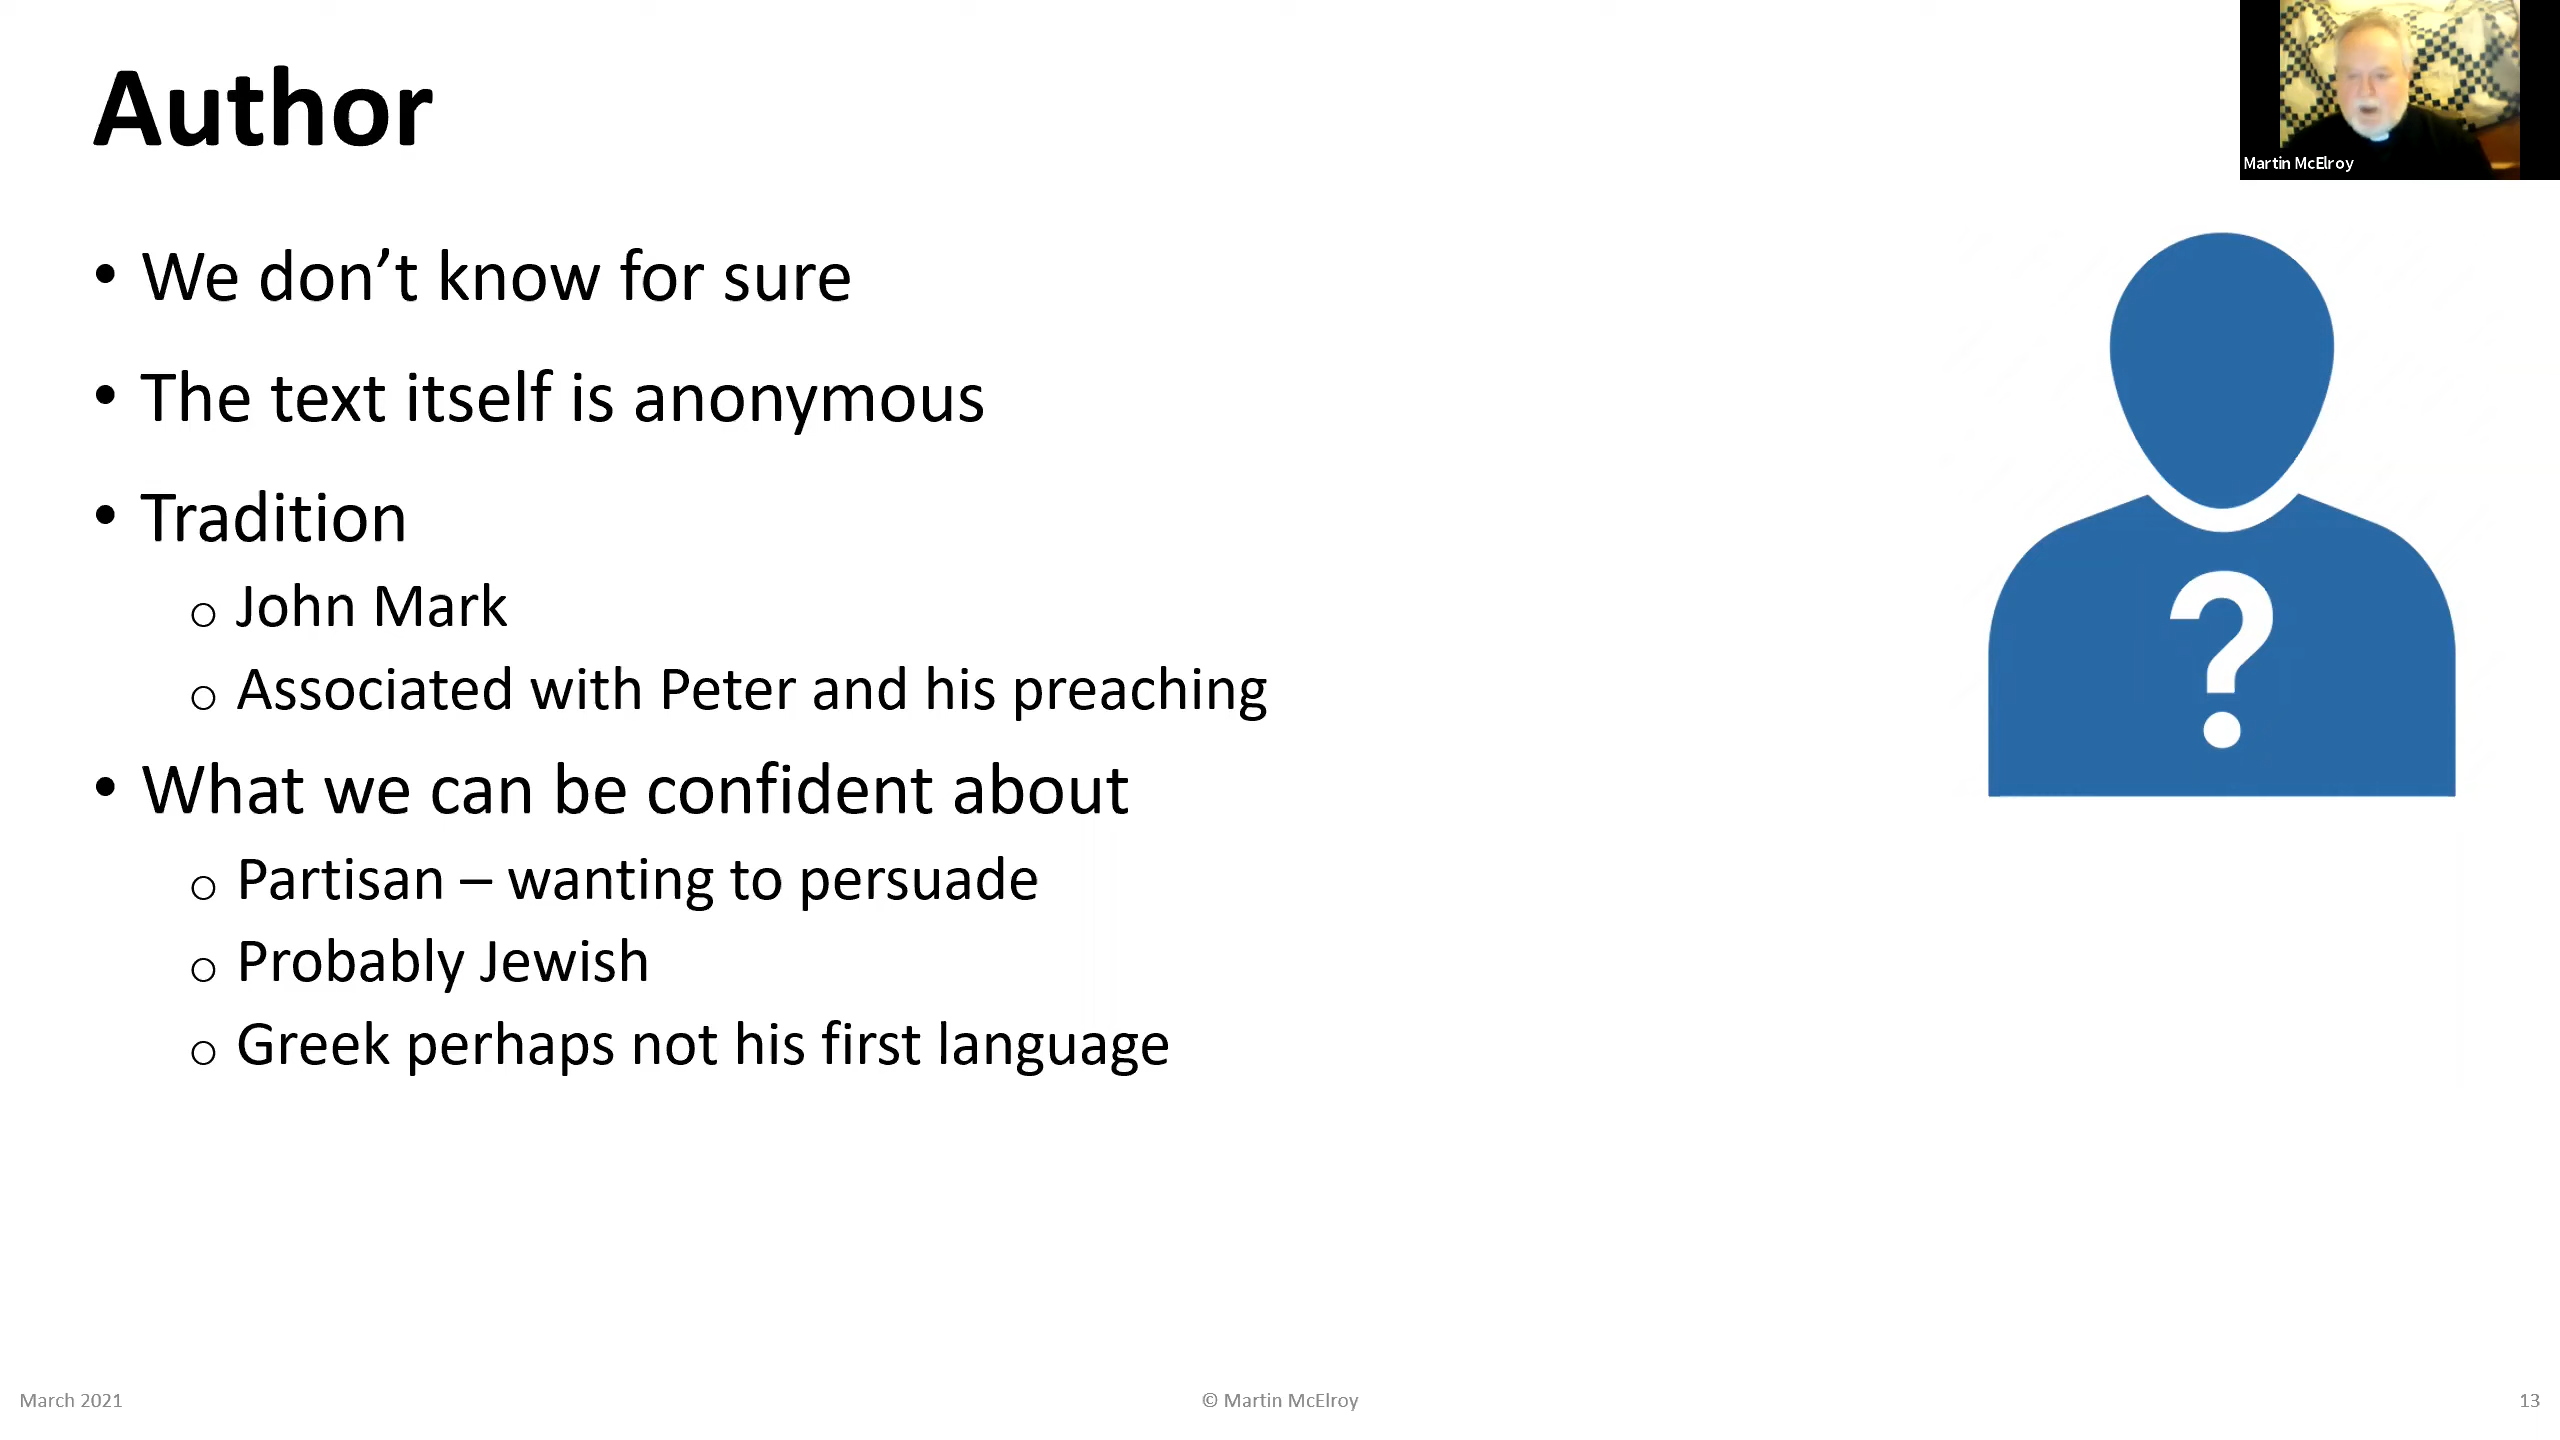 Author
Martin McElroy
• We don’t know for sure
• The text itself is anonymous
• Tradition
o John Mark
o Associated with Peter and his preaching
• What we can be confident about
o Partisan – wanting to persuade
o Probably Jewish
o Greek perhaps not his first language
?
March 2021
© Martin McElroy
13